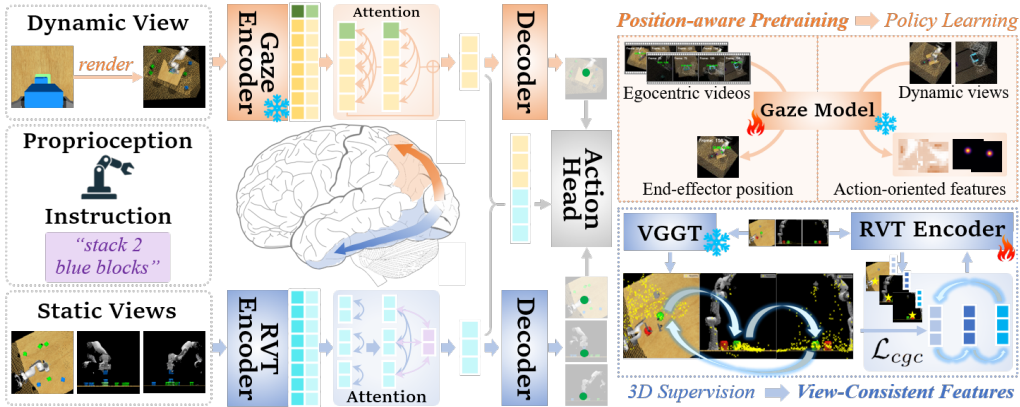 Dynamic View
render
Proprioception
Instruction
“stack 2
blue blocks”
Static Views
Gaze
Encoder
Attention
Decoder
Action
Head
RVT
Encoder
Attention
Decoder
Position-aware Pretraining
Policy Learning
Egocentric videos
Dynamic views
Gaze Model
End-effector position
Action-oriented features
VGGT
RVT Encoder
L_cgc
3D Supervision
View-Consistent Features